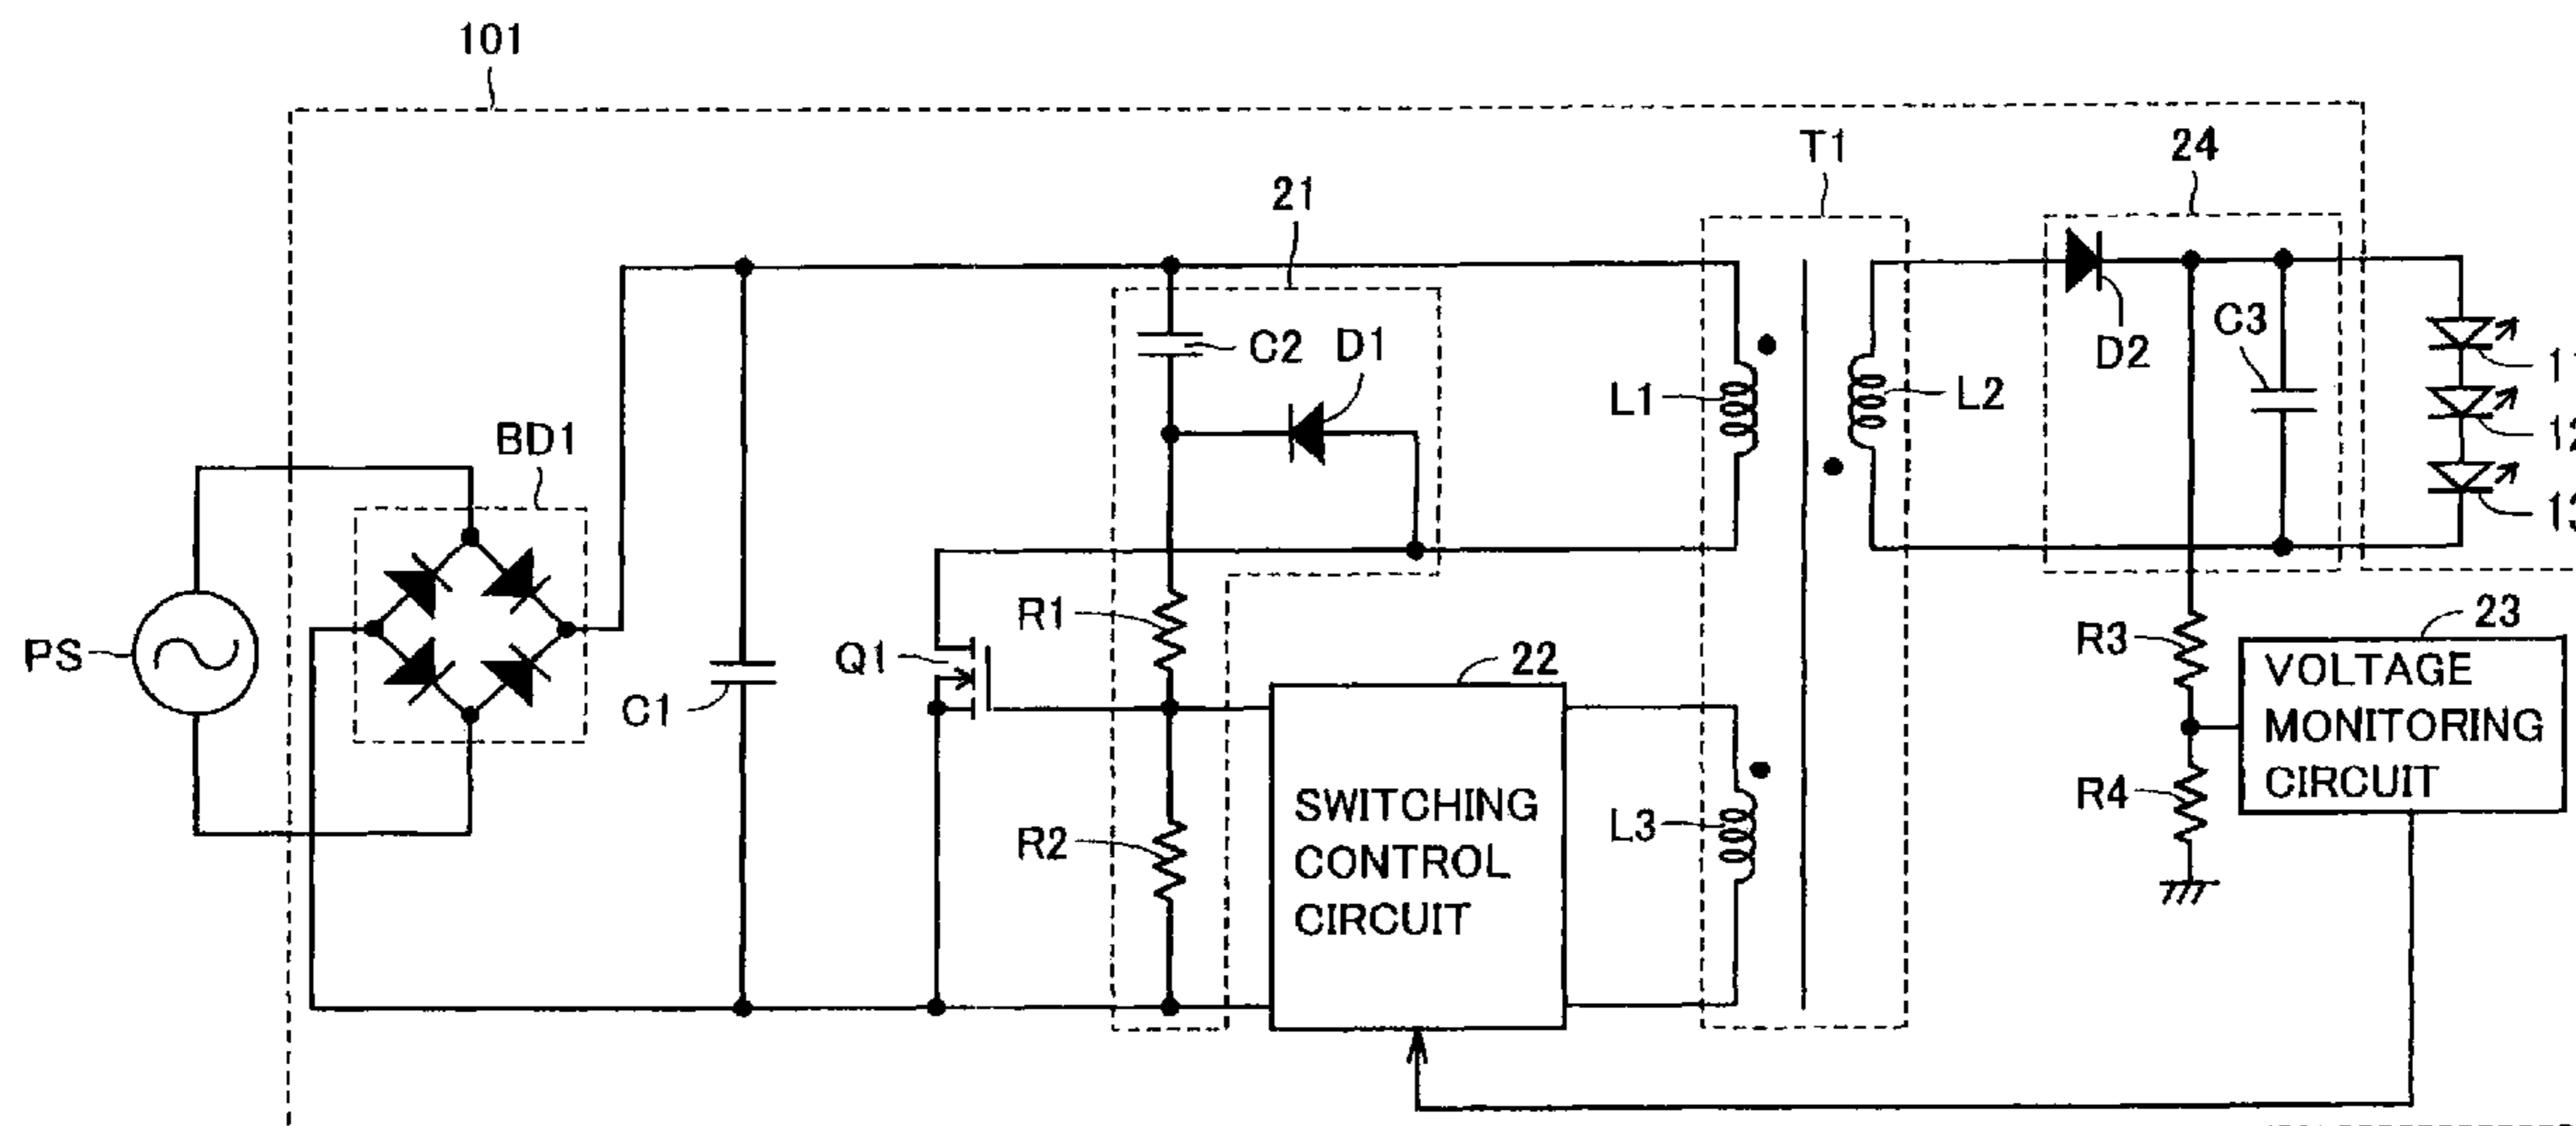 101
T1
24
21
C2
D1
C3
D2
L1
L2
BD1
R1
23
R3
VOLTAGE
MONITORING
CIRCUIT
PS
Q1
22
C1
R4
SWITCHING
CONTROL
CIRCUIT
L3
R2